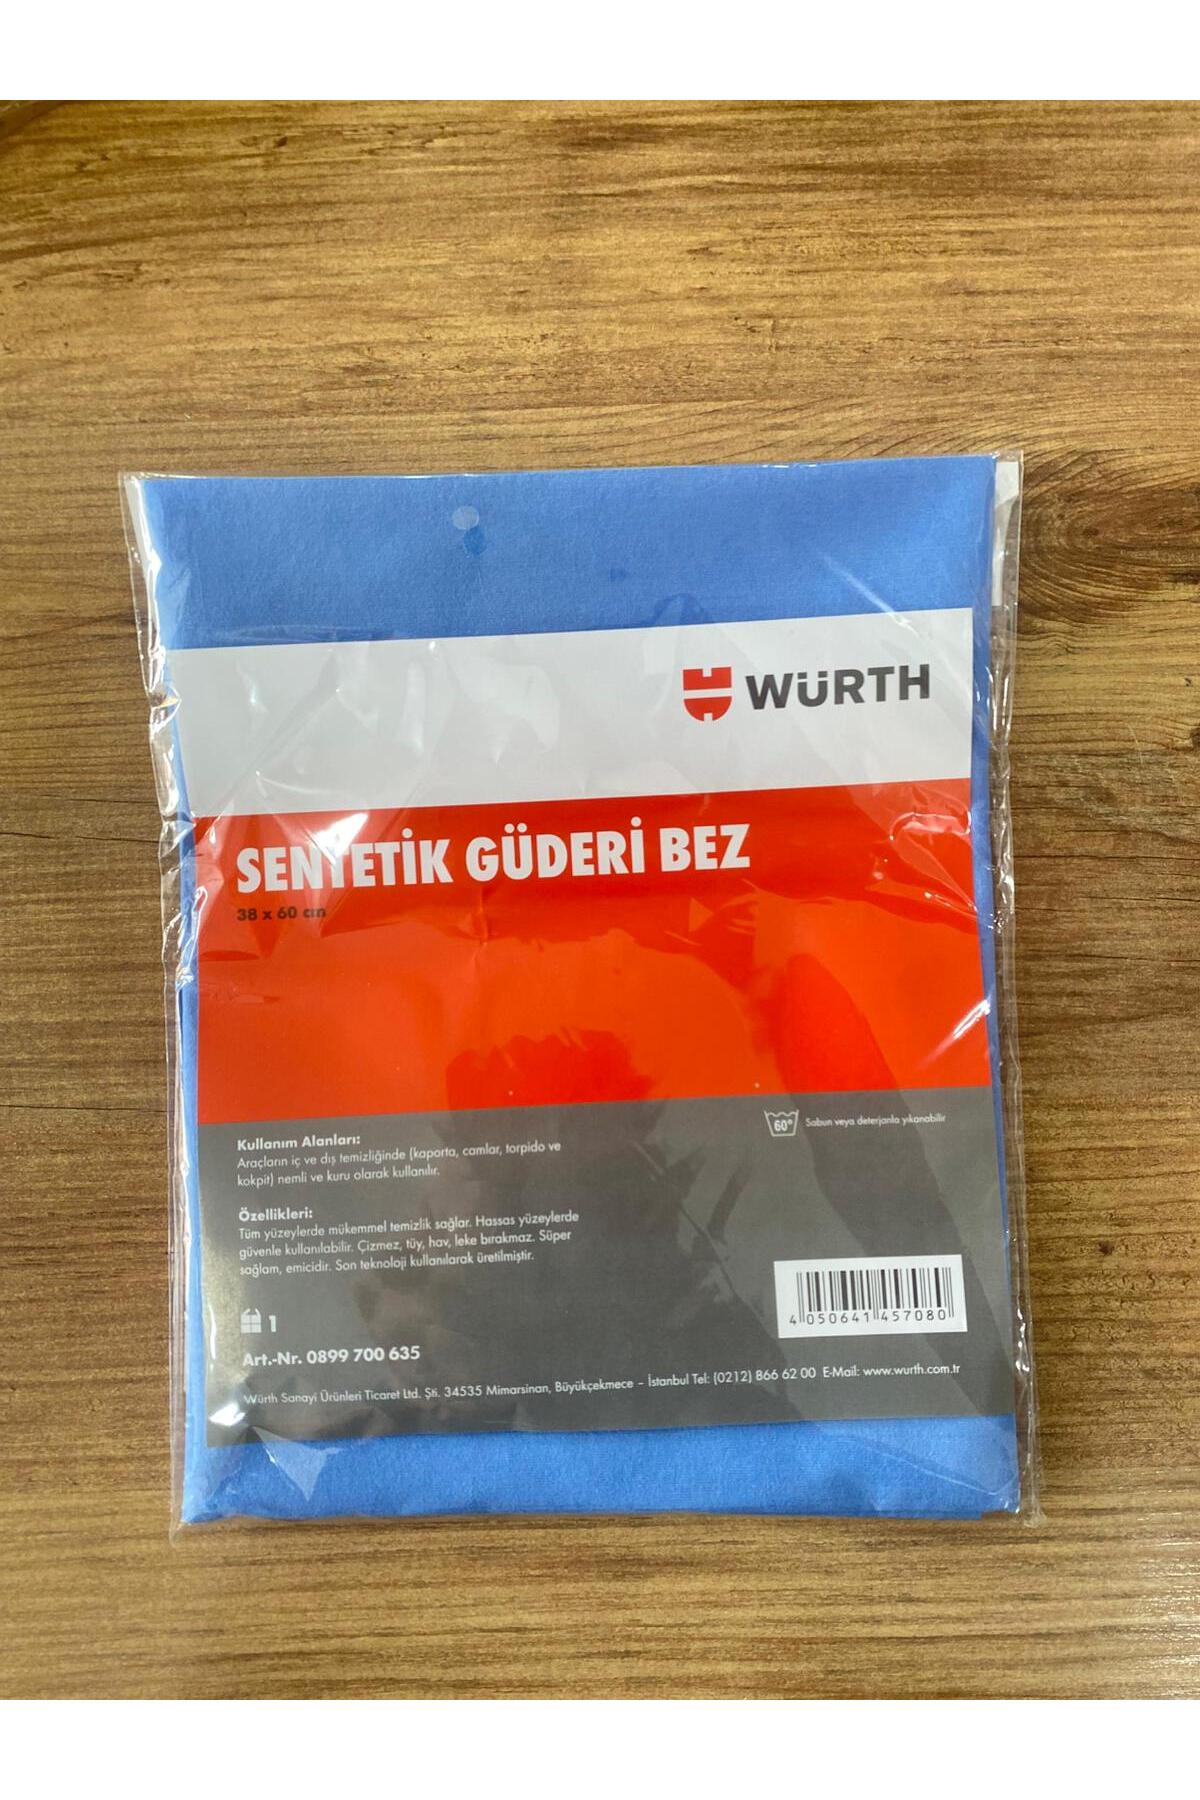 WÜRTH
SENTETİK GÜDERİ BEZ
38 x 60 cm
60°
Sabun veya deterjanla yıkanabilir
Kullanım Alanları:
Araçların iç ve dış temizliğinde (kaporta, camlar, torpido ve
kokpit) nemli ve kuru olarak kullanılır.
Özellikleri:
Tüm yüzeylerde mükemmel temizlik sağlar. Hassas yüzeylerde
güvenle kullanılabilir. Çizmez, tüy, hav, leke bırakmaz. Süper
sağlam, emicidir. Son teknoloji kullanılarak üretilmiştir.
1
Art.-Nr. 0899 700 635
4 050641 457080
Würth Sanayi Ürünleri Ticaret Ltd. Şti. 34535 Mimarsinan, Büyükçekmece – İstanbul Tel: (0212) 866 62 00 E-Mail: www.wurth.com.tr